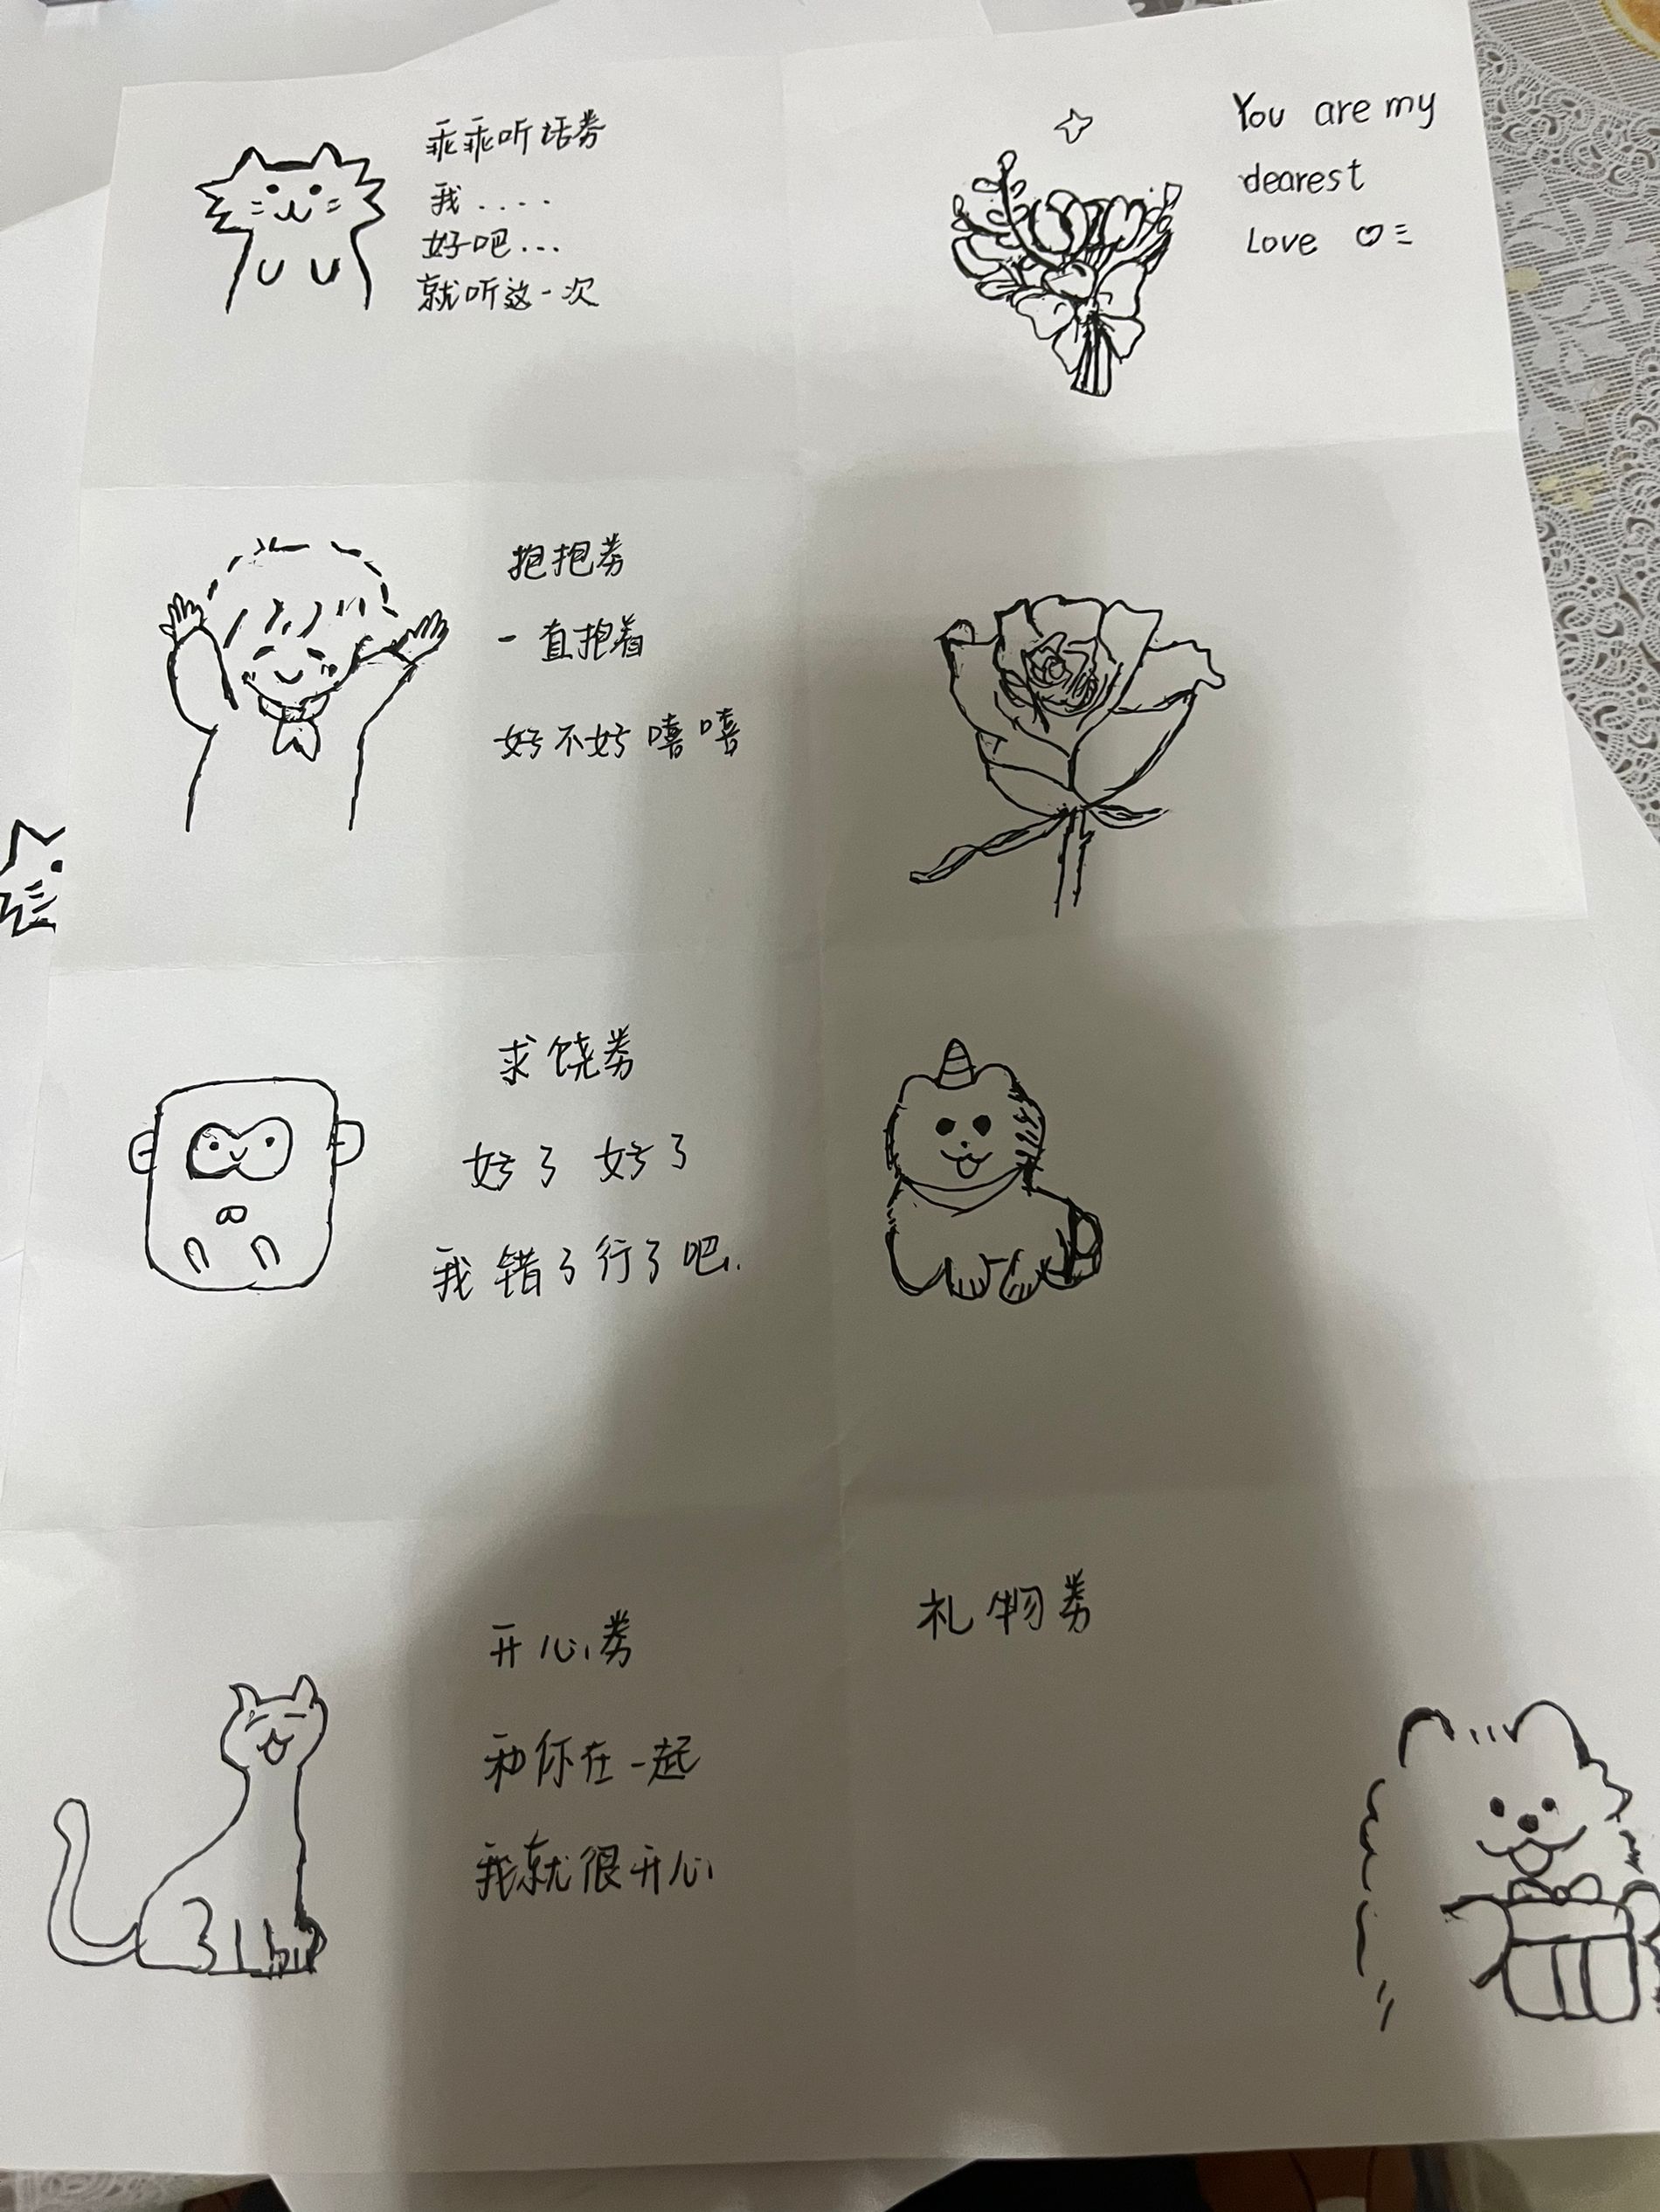 乖乖听话券
我....
好吧...
就听这一次
You are my
dearest
Love
抱抱券
一直抱着
好不好嘻嘻
求饶券
好了 好了
我错了行了吧..
开心券
和你在一起
我就很开心
礼物券